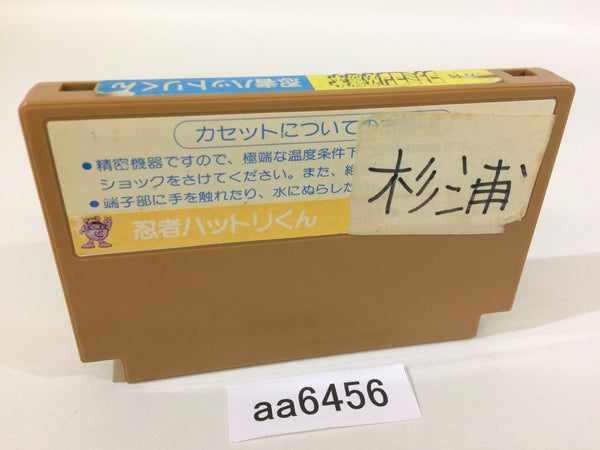 忍者ハットリくん
カセットについての
●精密機器ですので、極端な温度条件下
ショックをさけてください。また、絶
●端子部に手を触れたり、水にぬらした
杉浦
忍者ハットリくん
aa6456